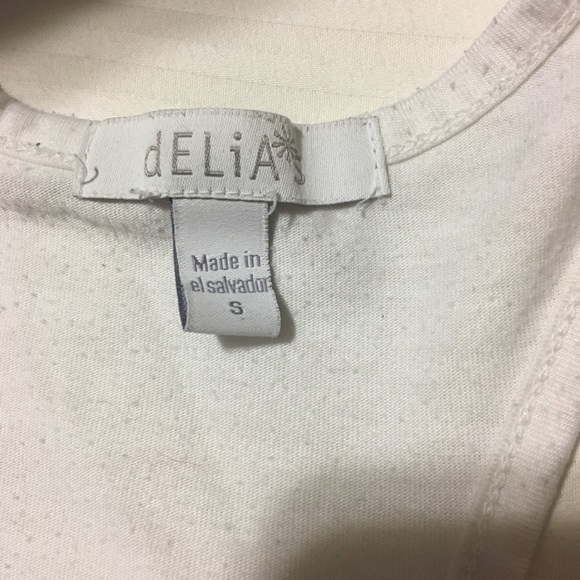 dELiA*s
Made in
el salvador
S